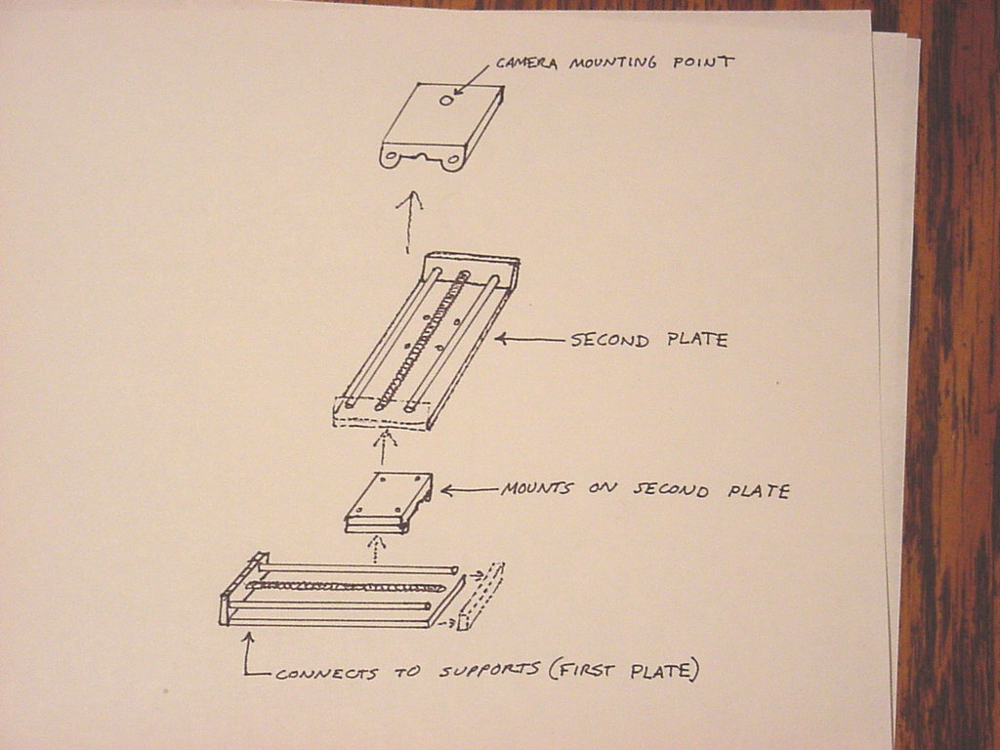 CAMERA MOUNTING POINT
SECOND PLATE
MOUNTS ON SECOND PLATE
CONNECTS TO SUPPORTS (FIRST PLATE)